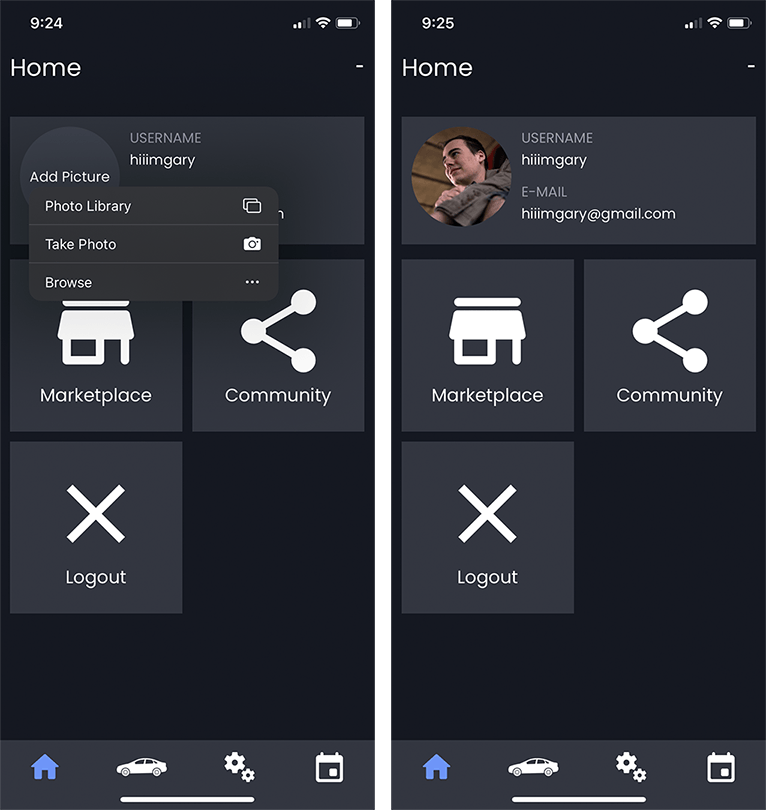 9:24
Home
-
USERNAME
hiiimgary
Add Picture
Photo Library
m
Take Photo
Browse
Marketplace
Community
Logout
9:25
Home
-
USERNAME
hiiimgary
E-MAIL
hiiimgary@gmail.com
Marketplace
Community
Logout